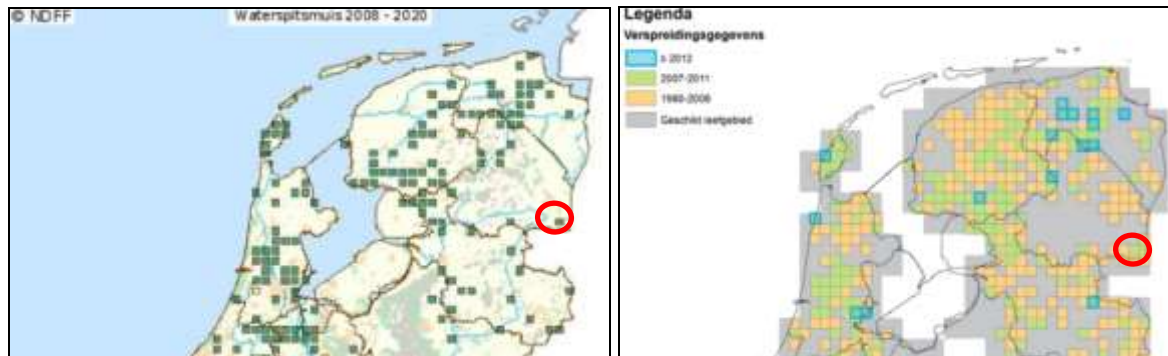 © NDFF
Waterspitsmuis 2008 - 2020
Legenda
Verspreidingsgegevens
≥ 2012
2007-2011
1980-2006
Geschikt leefgebied